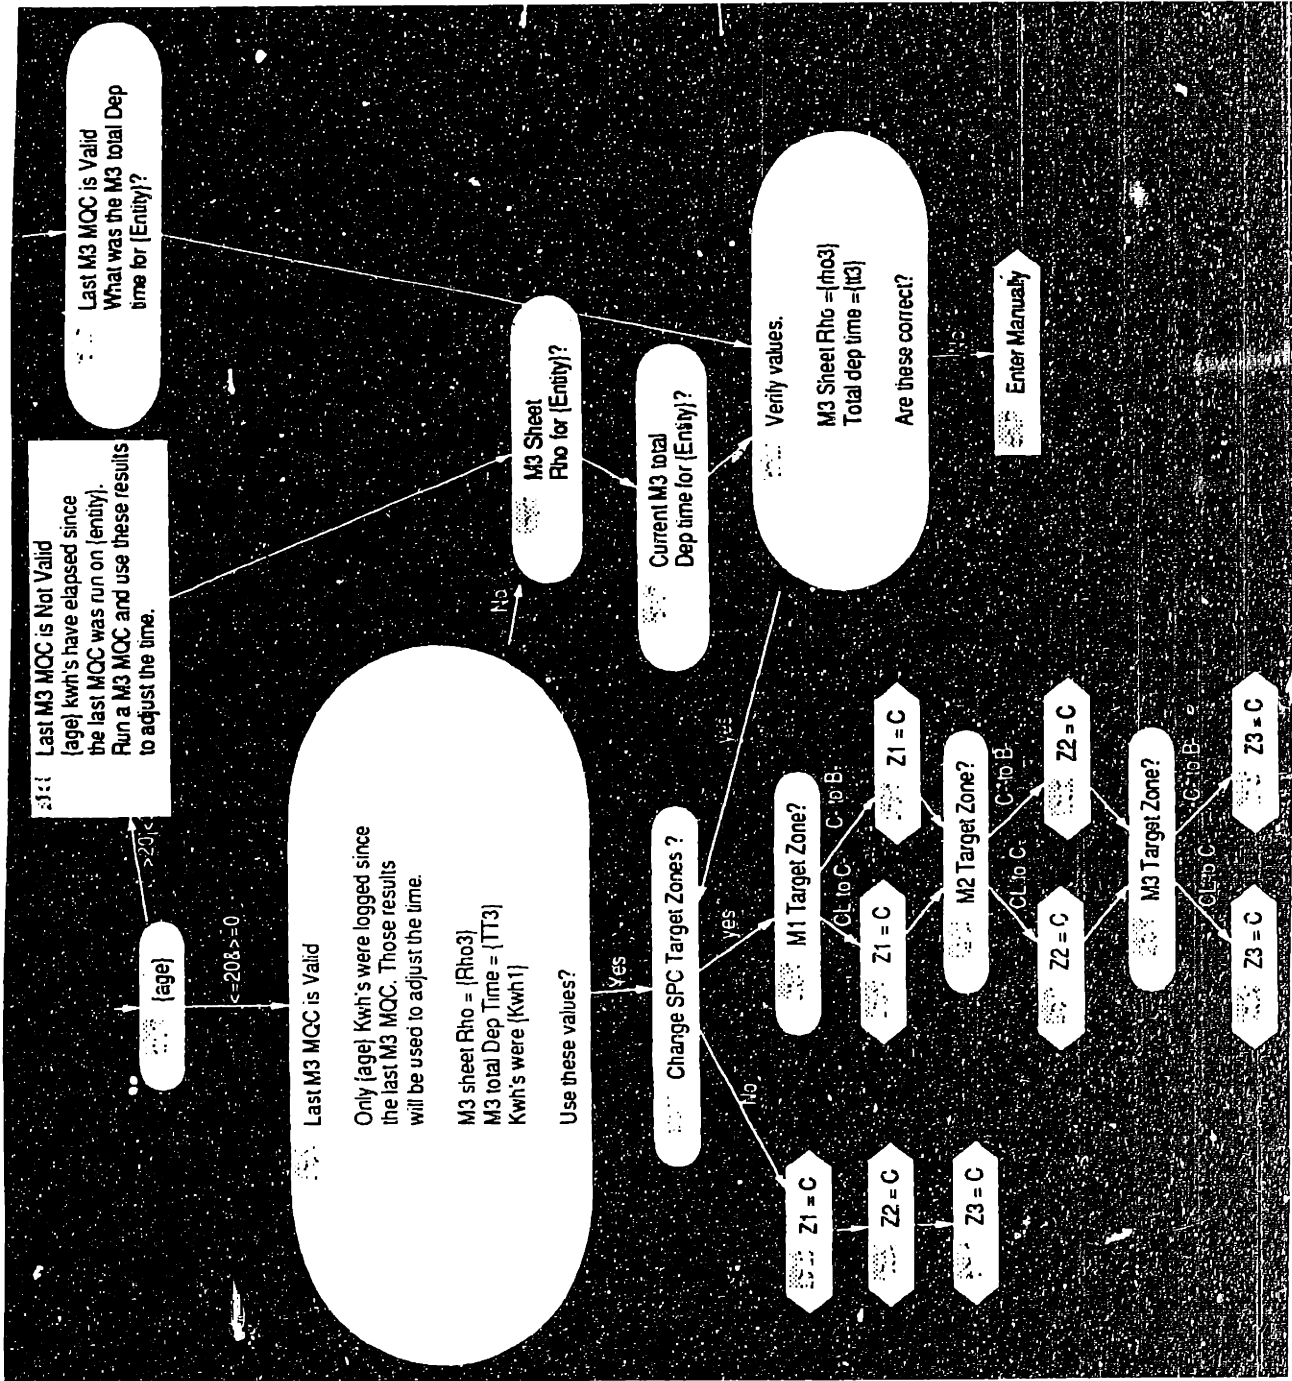 Last M3 MQC is Valid
What was the M3 total Dep
time for {Entity}?
Last M3 MQC is Not Valid
{age} kwh's have elapsed since
the last MQC was run on {entity}.
Run a M3 MQC and use these results
to adjust the time.
{age}
>20|<
<=20&>=0
Last M3 MQC is Valid
Only {age} Kwh's were logged since
the last M3 MQC. Those results
will be used to adjust the time.
M3 sheet Rho = {Rho3}
M3 total Dep Time = {TT3}
Kwh's were {Kwh1}
Use these values?
No
Yes
M3 Sheet
Rho for {Entity}?
Current M3 total
Dep time for {Entity}?
Verify values.
M3 Sheet Rho ={rho3}
Total dep time ={tt3}
Are these correct?
No
Enter Manually
yes
Change SPC Target Zones ?
No
yes
Z1 = C
Z2 = C
Z3 = C
M1 Target Zone?
CL to C-
C- to B-
Z1 = C
Z1 = C
M2 Target Zone?
CL to C-
C- to B-
Z2 = C
Z2 = C
M3 Target Zone?
CL to C-
C- to B-
Z3 = C
Z3 = C